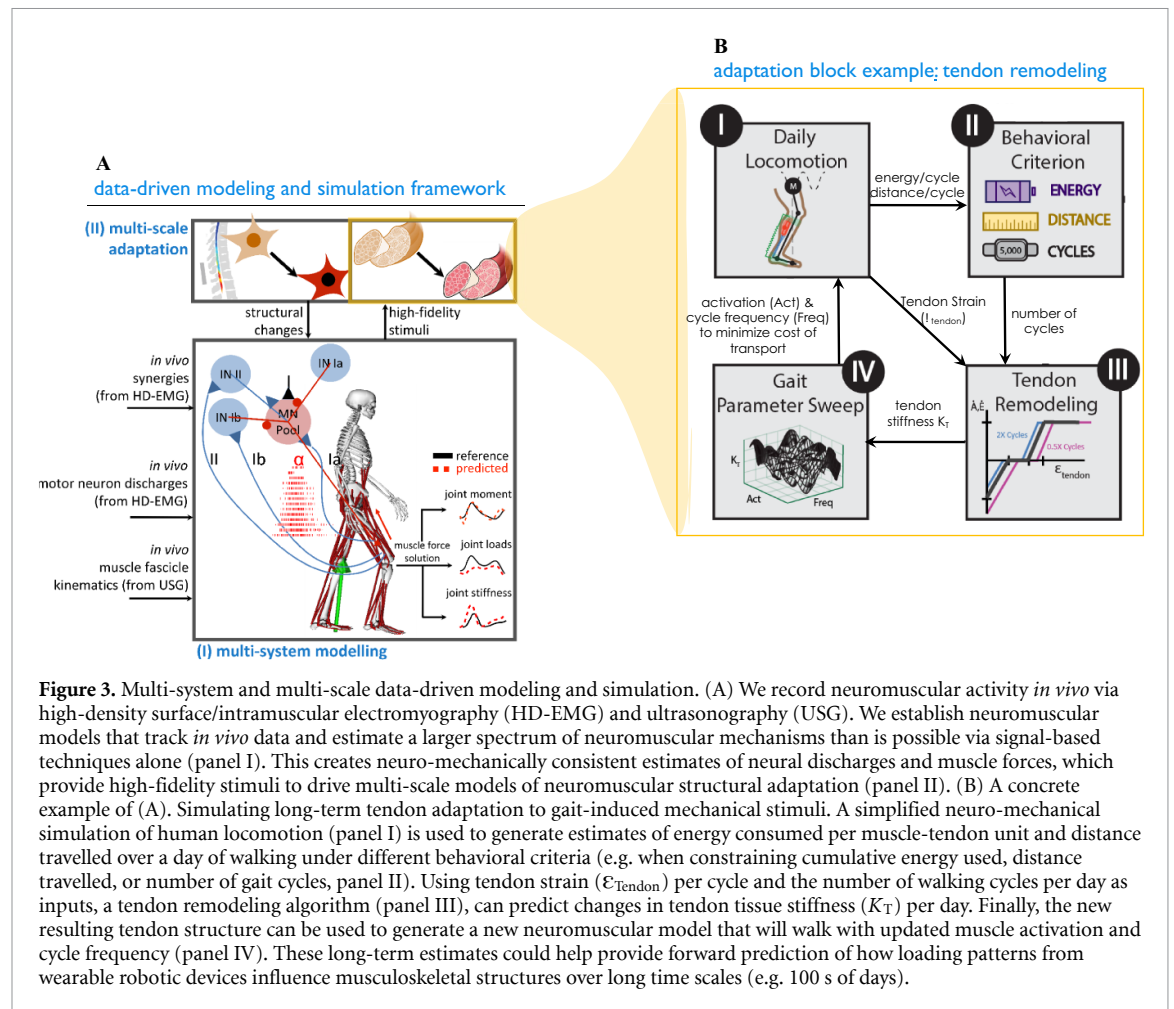 A
data-driven modeling and simulation framework
(II) multi-scale
adaptation
structural
changes
high-fidelity
stimuli
in vivo
synergies
(from HD-EMG)
in vivo
motor neuron discharges
(from HD-EMG)
in vivo
muscle fascicle
kinematics (from USG)
IN Ia
IN II
IN Ib
MN
Pool
II
Ib
α
Ia
reference
predicted
joint moment
muscle force
solution
joint loads
joint stiffness
(I) multi-system modelling
B
adaptation block example: tendon remodeling
I
Daily
Locomotion
M
energy/cycle
distance/cycle
II
Behavioral
Criterion
ENERGY
DISTANCE
5,000
CYCLES
activation (Act) &
cycle frequency (Freq)
to minimize cost of
transport
Tendon Strain
(! tendon)
number of
cycles
IV
Gait
Parameter Sweep
KT
Act
Freq
tendon
stiffness KT
III
Tendon
Remodeling
À,Ê
2X Cycles
0.5X Cycles
εtendon
Figure 3. Multi-system and multi-scale data-driven modeling and simulation. (A) We record neuromuscular activity in vivo via
high-density surface/intramuscular electromyography (HD-EMG) and ultrasonography (USG). We establish neuromuscular
models that track in vivo data and estimate a larger spectrum of neuromuscular mechanisms than is possible via signal-based
techniques alone (panel I). This creates neuro-mechanically consistent estimates of neural discharges and muscle forces, which
provide high-fidelity stimuli to drive multi-scale models of neuromuscular structural adaptation (panel II). (B) A concrete
example of (A). Simulating long-term tendon adaptation to gait-induced mechanical stimuli. A simplified neuro-mechanical
simulation of human locomotion (panel I) is used to generate estimates of energy consumed per muscle-tendon unit and distance
travelled over a day of walking under different behavioral criteria (e.g. when constraining cumulative energy used, distance
travelled, or number of gait cycles, panel II). Using tendon strain (εTendon) per cycle and the number of walking cycles per day as
inputs, a tendon remodeling algorithm (panel III), can predict changes in tendon tissue stiffness (KT) per day. Finally, the new
resulting tendon structure can be used to generate a new neuromuscular model that will walk with updated muscle activation and
cycle frequency (panel IV). These long-term estimates could help provide forward prediction of how loading patterns from
wearable robotic devices influence musculoskeletal structures over long time scales (e.g. 100 s of days).